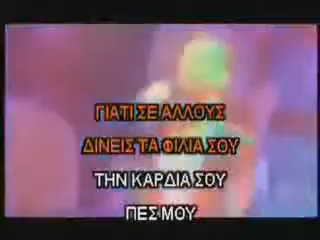 ΓΙΑΤΙ ΣΕ ΑΛΛΟΥΣ
ΔΙΝΕΙΣ ΤΑ ΦΙΛΙΑ ΣΟΥ
ΤΗΝ ΚΑΡΔΙΑ ΣΟΥ
ΠΕΣ ΜΟΥ